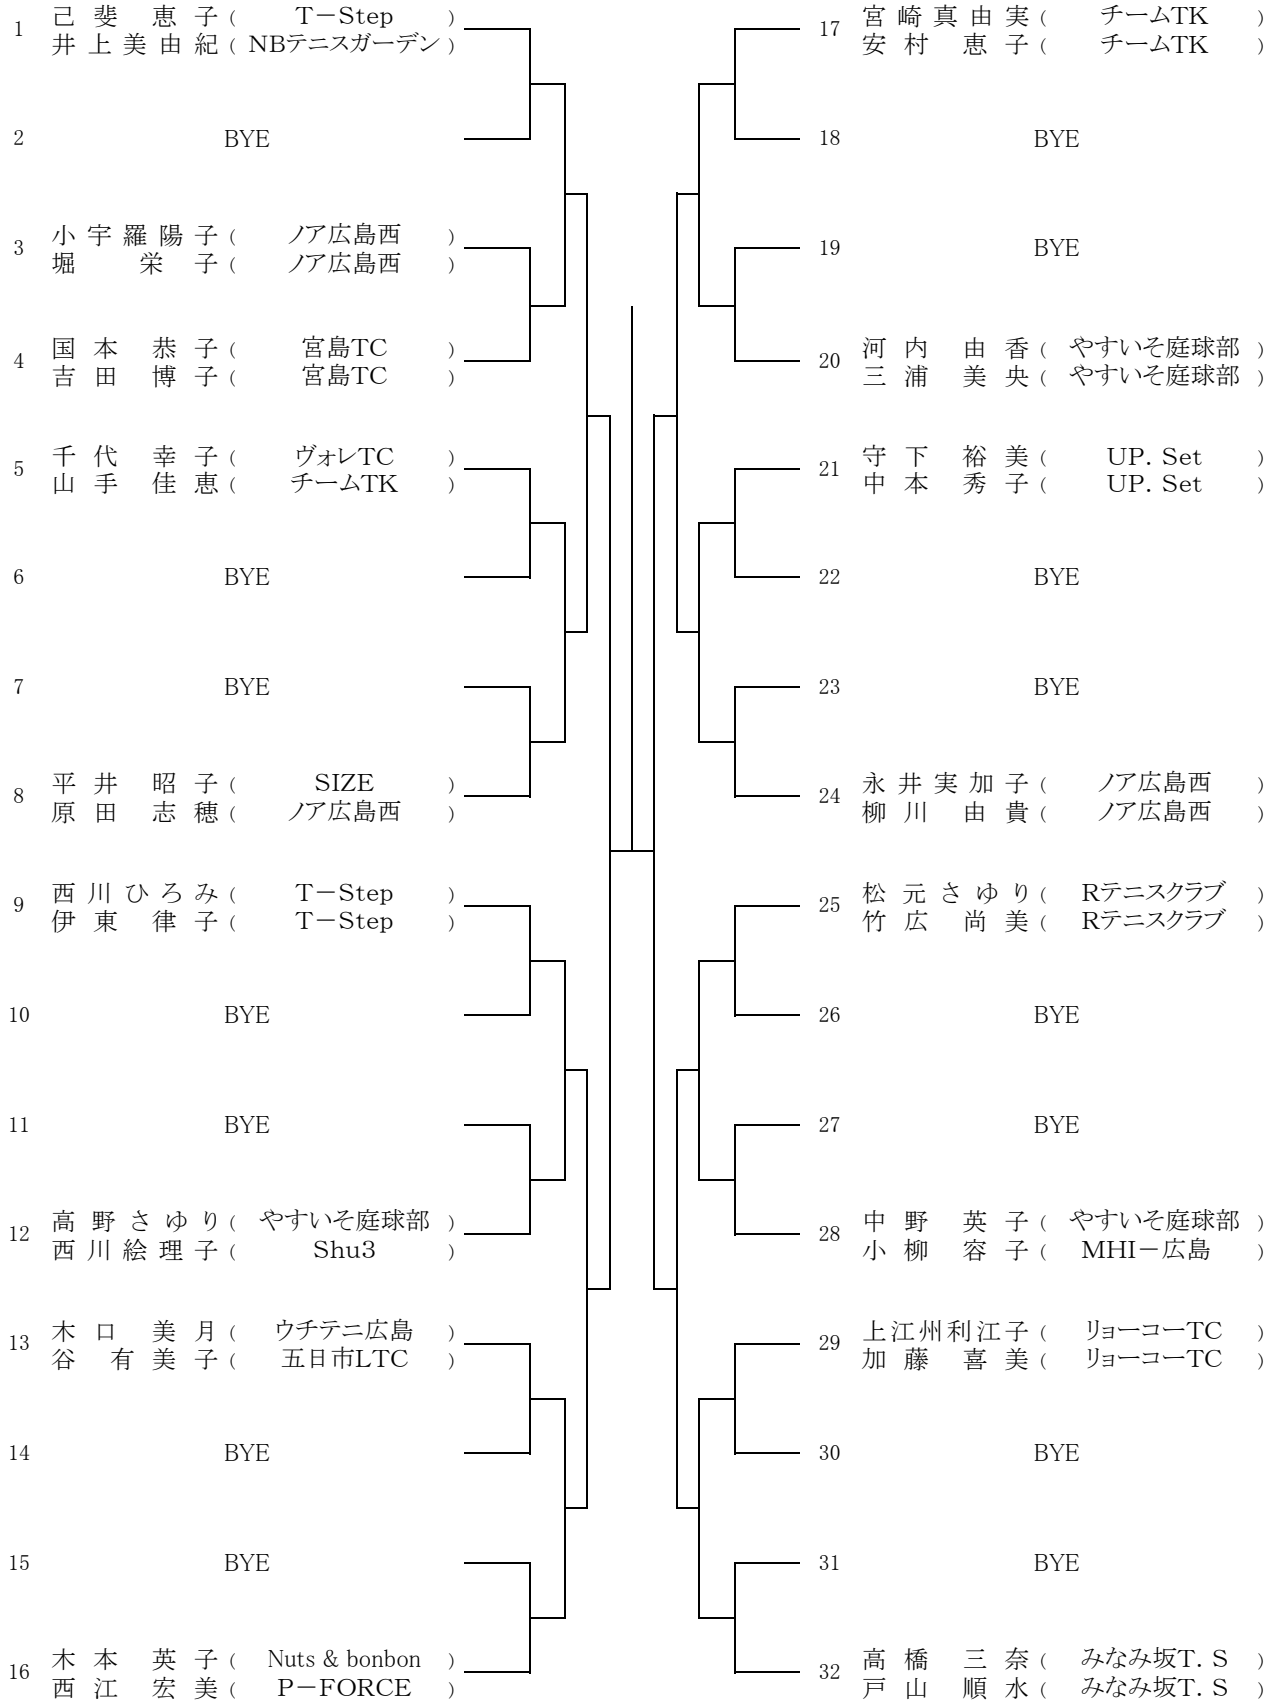 1 己斐 恵子 ( T－Step )
井上美由紀 ( NBテニスガーデン )
2 BYE
3 小宇羅陽子 ( ノア広島西 )
堀 栄子 ( ノア広島西 )
4 国本 恭子 ( 宮島TC )
吉田 博子 ( 宮島TC )
5 千代 幸子 ( ヴォレTC )
山手 佳恵 ( チームTK )
6 BYE
7 BYE
8 平井 昭子 ( SIZE )
原田 志穂 ( ノア広島西 )
9 西川ひろみ ( T－Step )
伊東 律子 ( T－Step )
10 BYE
11 BYE
12 高野さゆり ( やすいそ庭球部 )
西川絵理子 ( Shu3 )
13 木口 美月 ( ウチテニ広島 )
谷 有美子 ( 五日市LTC )
14 BYE
15 BYE
16 木本 英子 ( Nuts & bonbon )
西江 宏美 ( P－FORCE )
17 宮崎真由実 ( チームTK )
安村 恵子 ( チームTK )
18 BYE
19 BYE
20 河内 由香 ( やすいそ庭球部 )
三浦 美央 ( やすいそ庭球部 )
21 守下 裕美 ( UP. Set )
中本 秀子 ( UP. Set )
22 BYE
23 BYE
24 永井実加子 ( ノア広島西 )
柳川 由貴 ( ノア広島西 )
25 松元さゆり ( Rテニスクラブ )
竹広 尚美 ( Rテニスクラブ )
26 BYE
27 BYE
28 中野 英子 ( やすいそ庭球部 )
小柳 容子 ( MHI－広島 )
29 上江州利江子 ( リョーコーTC )
加藤 喜美 ( リョーコーTC )
30 BYE
31 BYE
32 高橋 三奈 ( みなみ坂T. S )
戸山 順水 ( みなみ坂T. S )